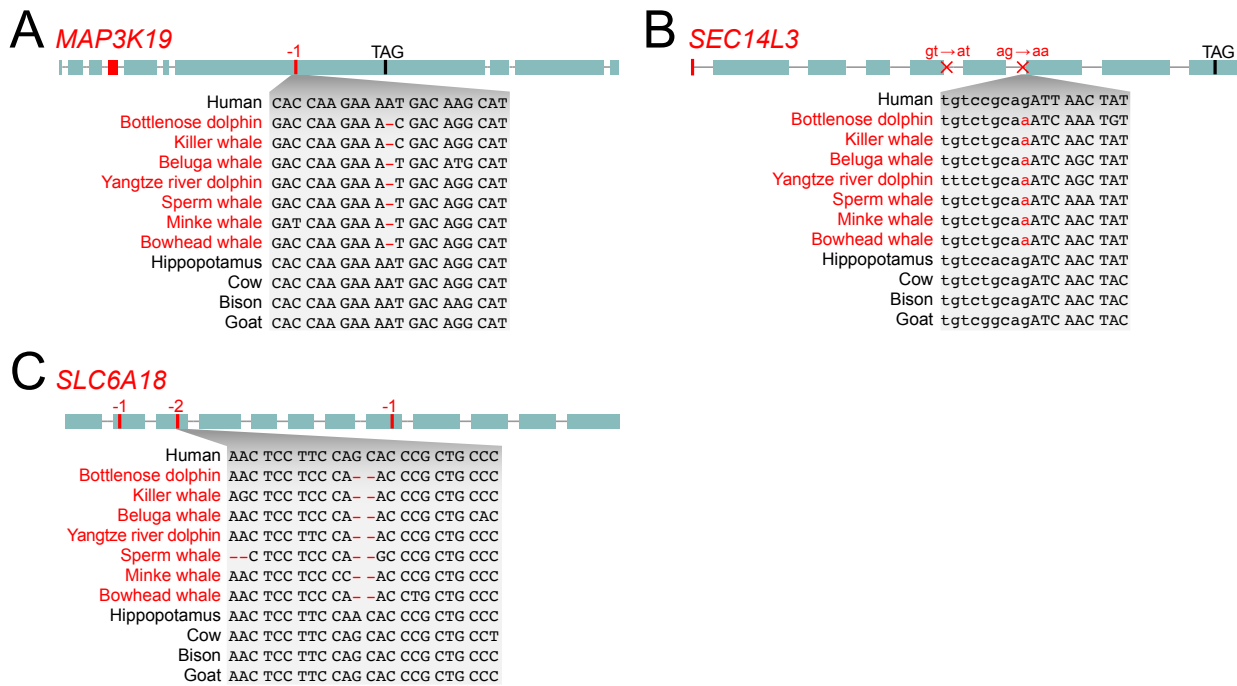 A MAP3K19
-1 TAG
Human CAC CAA GAA AAT GAC AAG CAT
Bottlenose dolphin GAC CAA GAA A-C GAC AGG CAT
Killer whale GAC CAA GAA A-C GAC AGG CAT
Beluga whale GAC CAA GAA A-T GAC ATG CAT
Yangtze river dolphin GAC CAA GAA A-T GAC AGG CAT
Sperm whale GAC CAA GAA A-T GAC AGG CAT
Minke whale GAT CAA GAA A-T GAC AGG CAT
Bowhead whale GAC CAA GAA A-T GAC AGG CAT
Hippopotamus CAC CAA GAA AAT GAC AGG CAT
Cow CAC CAA GAA AAT GAC AGG CAT
Bison CAC CAA GAA AAT GAC AAG CAT
Goat CAC CAA GAA AAT GAC AGG CAT
B SEC14L3
gt→at ag→aa TAG
Human tgtccgcagATT AAC TAT
Bottlenose dolphin tgtctgcaaATC AAA TGT
Killer whale tgtctgcaaATC AAC TAT
Beluga whale tgtctgcaaATC AGC TAT
Yangtze river dolphin tttctgcaaATC AGC TAT
Sperm whale tgtctgcaaATC AAA TAT
Minke whale tgtctgcaaATC AAC TAT
Bowhead whale tgtctgcaaATC AAC TAT
Hippopotamus tgtccacagATC AAC TAT
Cow tgtctgcagATC AAC TAC
Bison tgtctgcagATC AAC TAC
Goat tgtcggcagATC AAC TAC
C SLC6A18
-1 -2 -1
Human AAC TCC TTC CAG CAC CCG CTG CCC
Bottlenose dolphin AAC TCC TCC CA- -AC CCG CTG CCC
Killer whale AGC TCC TCC CA- -AC CCG CTG CCC
Beluga whale AAC TCC TCC CA- -AC CCG CTG CAC
Yangtze river dolphin AAC TCC TTC CA- -AC CCG CTG CCC
Sperm whale --C TCC TCC CA- -GC CCG CTG CCC
Minke whale AAC TCC TCC CC- -AC CCG CTG CCC
Bowhead whale AAC TCC TCC CA- -AC CTG CTG CCC
Hippopotamus AAC TCC TTC CAA CAC CCG CTG CCC
Cow AAC TCC TTC CAG CAC CCG CTG CCT
Bison AAC TCC TTC CAG CAC CCG CTG CCC
Goat AAC TCC TTC CAG CAC CCG CTG CCC